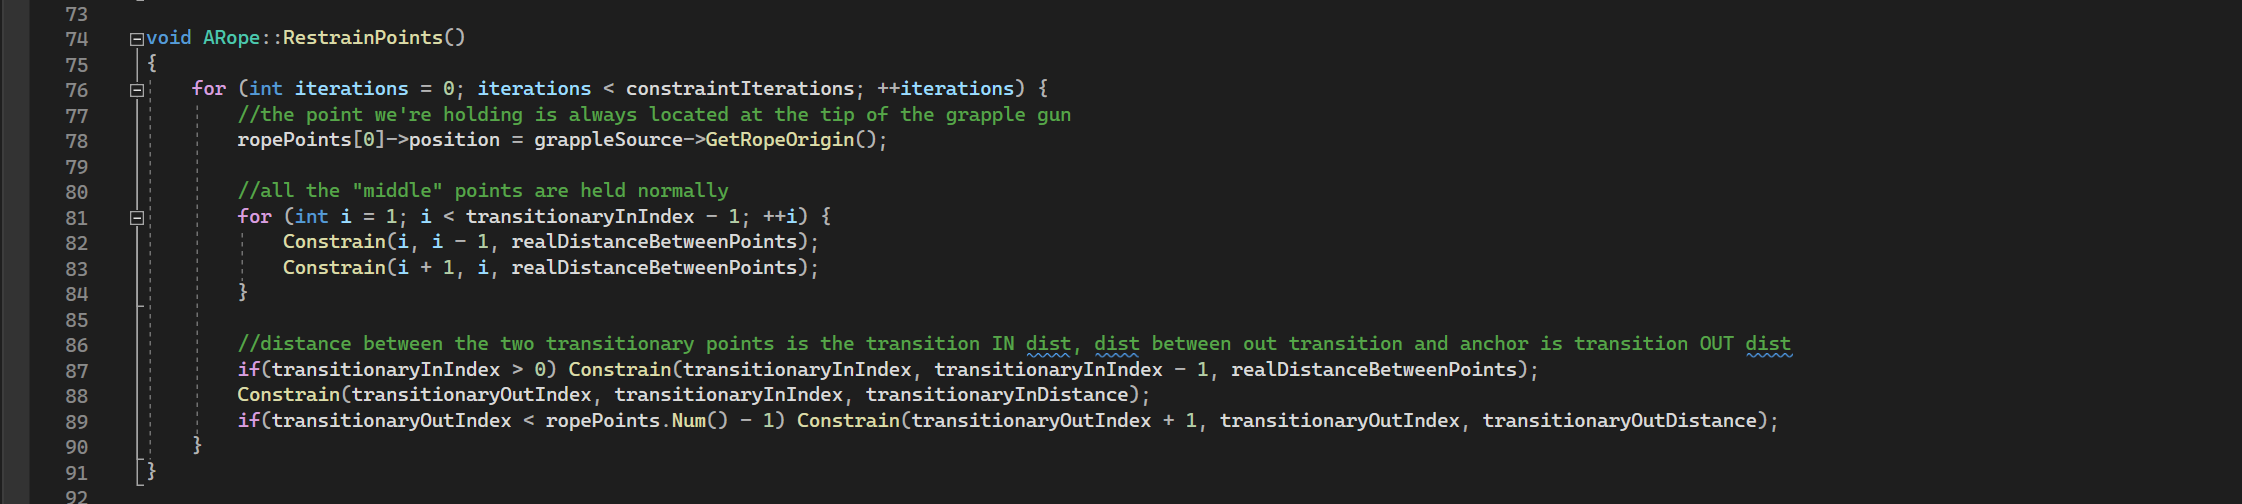 73
74 void ARope::RestrainPoints()
75 {
76 for (int iterations = 0; iterations < constraintIterations; ++iterations) {
77 //the point we're holding is always located at the tip of the grapple gun
78 ropePoints[0]->position = grappleSource->GetRopeOrigin();
79
80 //all the "middle" points are held normally
81 for (int i = 1; i < transitionaryInIndex - 1; ++i) {
82 Constrain(i, i - 1, realDistanceBetweenPoints);
83 Constrain(i + 1, i, realDistanceBetweenPoints);
84 }
85
86 //distance between the two transitionary points is the transition IN dist, dist between out transition and anchor is transition OUT dist
87 if(transitionaryInIndex > 0) Constrain(transitionaryInIndex, transitionaryInIndex - 1, realDistanceBetweenPoints);
88 Constrain(transitionaryOutIndex, transitionaryInIndex, transitionaryInDistance);
89 if(transitionaryOutIndex < ropePoints.Num() - 1) Constrain(transitionaryOutIndex + 1, transitionaryOutIndex, transitionaryOutDistance);
90 }
91 }
92